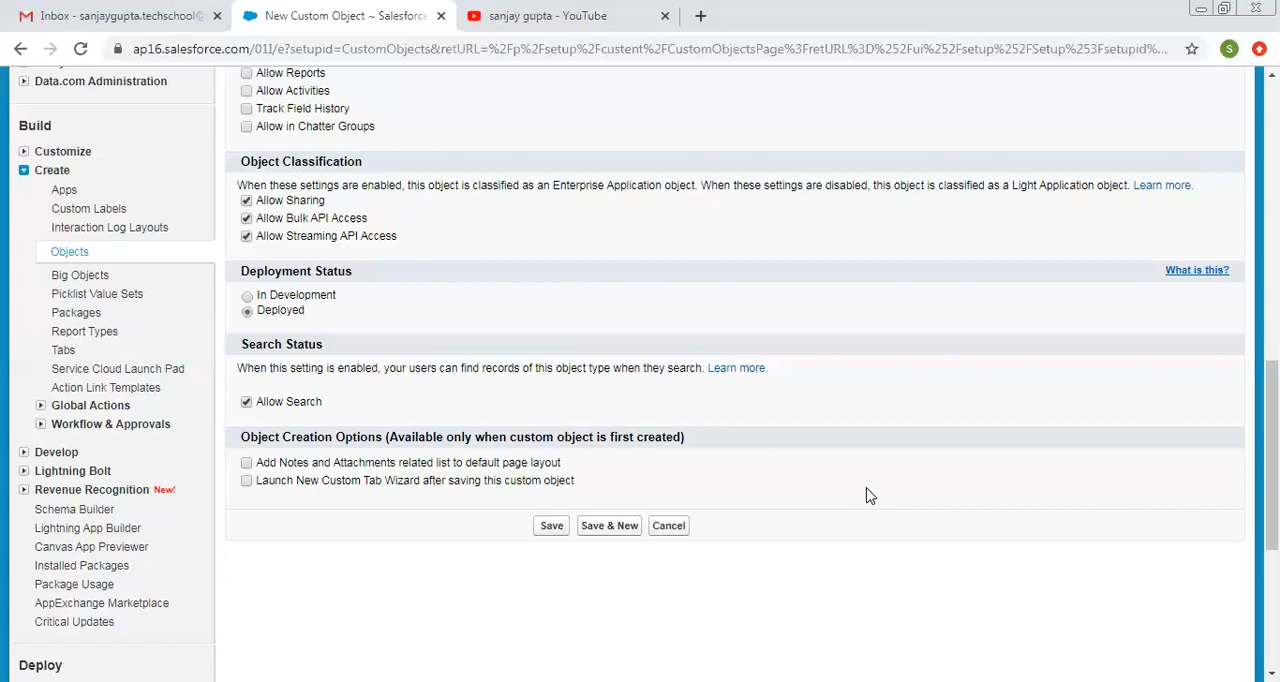 Inbox - sanjaygupta.techschool@
New Custom Object ~ Salesforce
sanjay gupta - YouTube
ap16.salesforce.com/011/e?setupid=CustomObjects&retURL=%2Fp%2Fsetup%2Fcustent%2FCustomObjectsPage%3FretURL%3D%252Fui%252Fsetup%252FSetup%253Fsetupid%...
S
Data.com Administration
Build
Customize
Create
Apps
Custom Labels
Interaction Log Layouts
Objects
Big Objects
Picklist Value Sets
Packages
Report Types
Tabs
Service Cloud Launch Pad
Action Link Templates
Global Actions
Workflow & Approvals
Develop
Lightning Bolt
Revenue Recognition New!
Schema Builder
Lightning App Builder
Canvas App Previewer
Installed Packages
Package Usage
AppExchange Marketplace
Critical Updates
Deploy
Allow Reports
Allow Activities
Track Field History
Allow in Chatter Groups
Object Classification
When these settings are enabled, this object is classified as an Enterprise Application object. When these settings are disabled, this object is classified as a Light Application object. Learn more.
Allow Sharing
Allow Bulk API Access
Allow Streaming API Access
Deployment Status
What is this?
In Development
Deployed
Search Status
When this setting is enabled, your users can find records of this object type when they search. Learn more.
Allow Search
Object Creation Options (Available only when custom object is first created)
Add Notes and Attachments related list to default page layout
Launch New Custom Tab Wizard after saving this custom object
Save
Save & New
Cancel